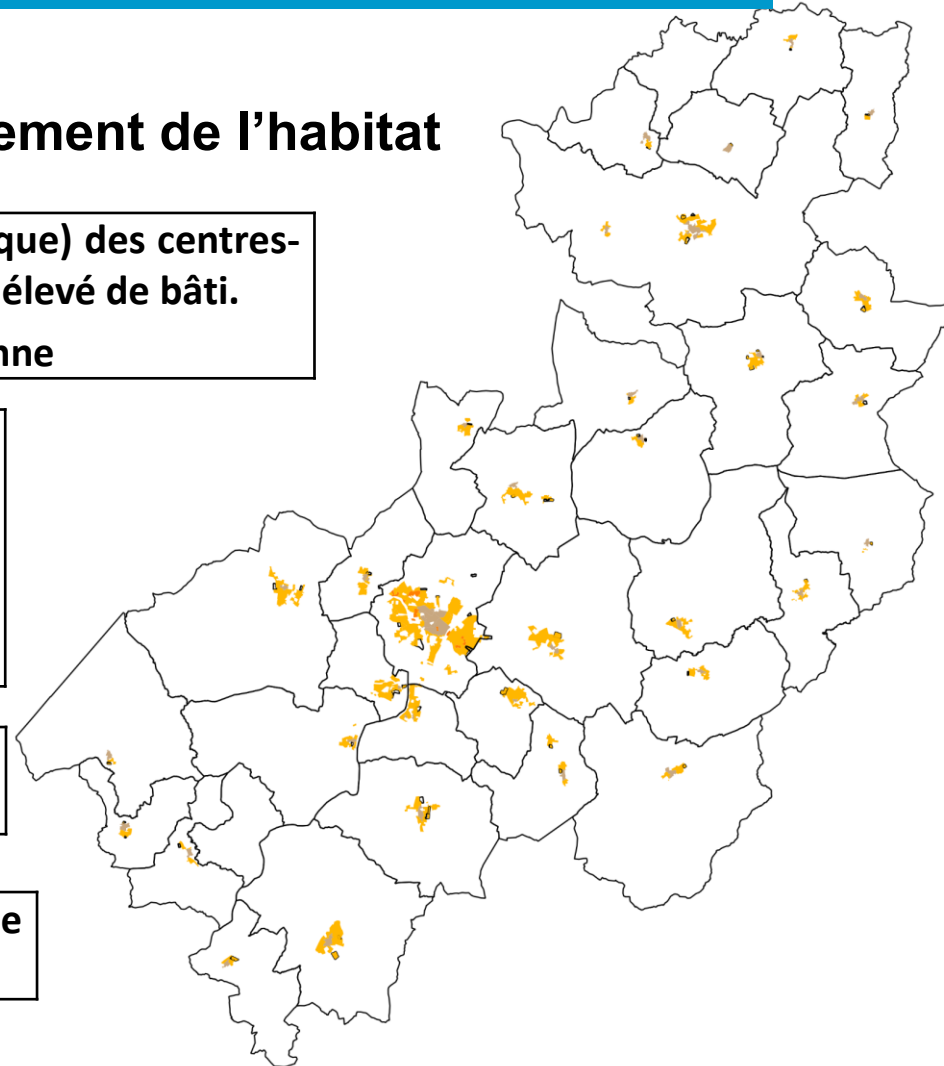 ement de l’habitat
que) des centres-
élevé de bâti.
nne
e